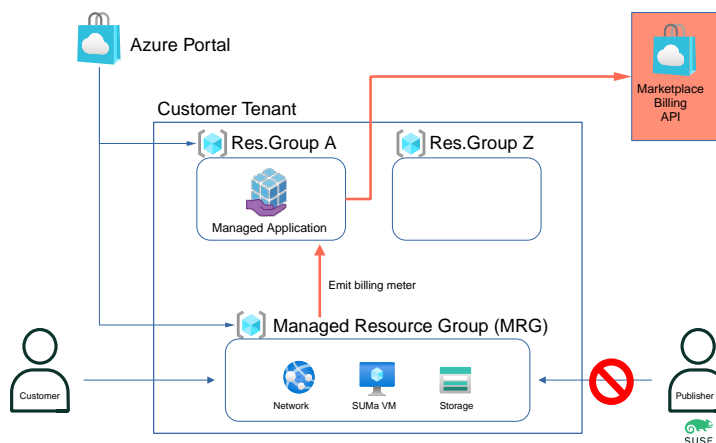 Azure Portal
Marketplace
Billing
API
Customer Tenant
Res.Group A
Res.Group Z
Managed Application
Emit billing meter
Managed Resource Group (MRG)
Network
SUMa VM
Storage
Customer
Publisher
SUSE